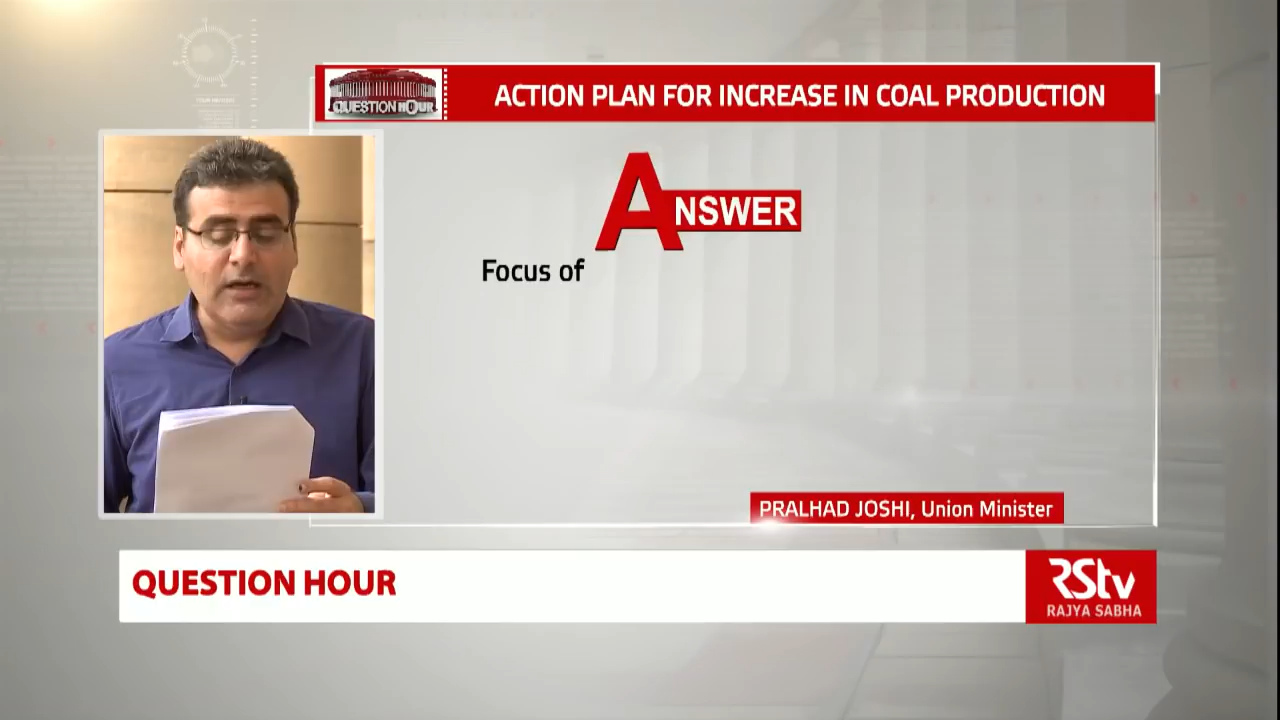 QUESTION HOUR
ACTION PLAN FOR INCREASE IN COAL PRODUCTION
ANSWER
Focus of
PRALHAD JOSHI, Union Minister
QUESTION HOUR
RStv
RAJYA SABHA